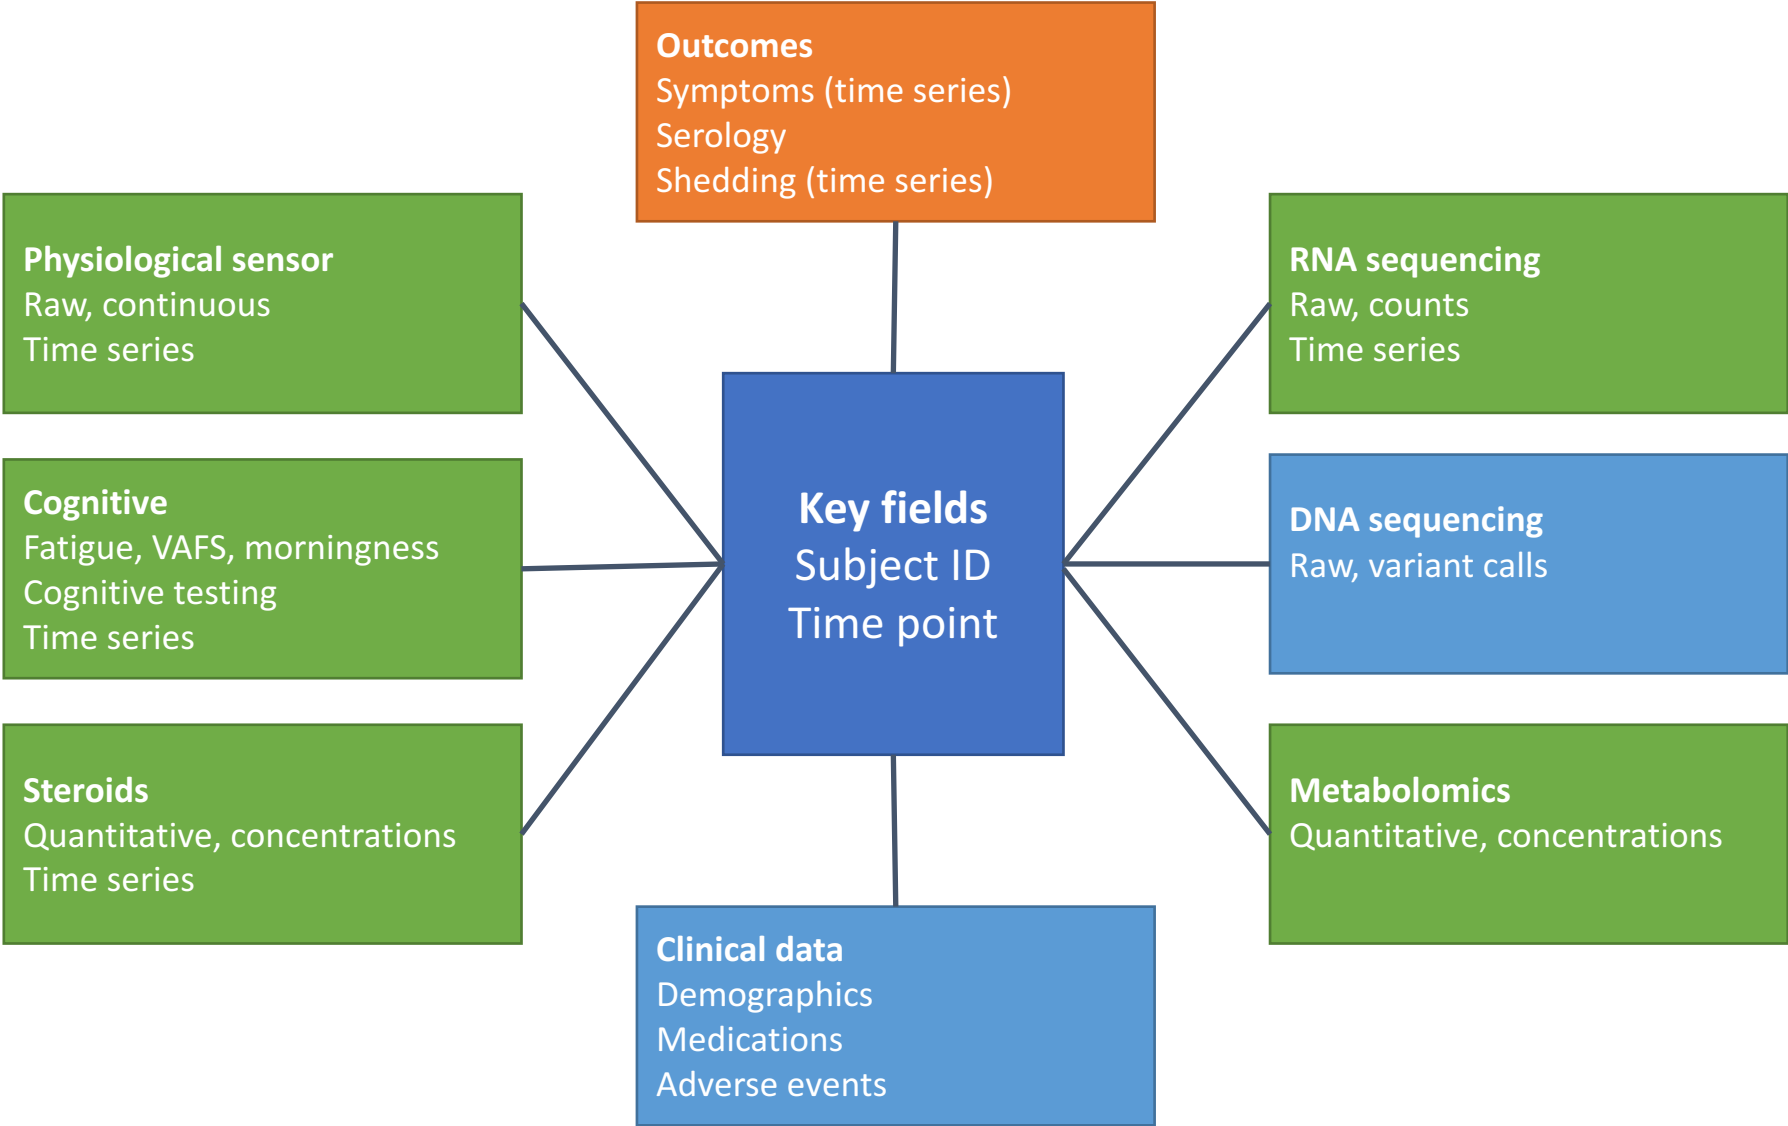 Outcomes
Symptoms (time series)
Serology
Shedding (time series)
Physiological sensor
Raw, continuous
Time series
RNA sequencing
Raw, counts
Time series
Cognitive
Fatigue, VAFS, morningness
Cognitive testing
Time series
Key fields
Subject ID
Time point
DNA sequencing
Raw, variant calls
Steroids
Quantitative, concentrations
Time series
Metabolomics
Quantitative, concentrations
Clinical data
Demographics
Medications
Adverse events